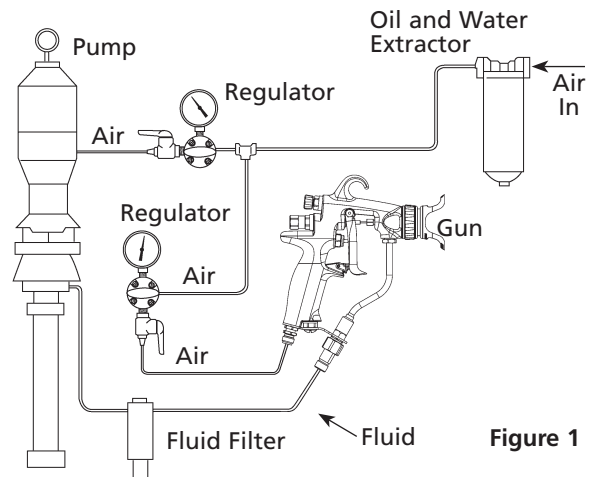 Oil and Water
Extractor
Pump
Regulator
Air
In
Air
Regulator
Gun
Air
Air
Fluid Filter
Fluid
Figure 1